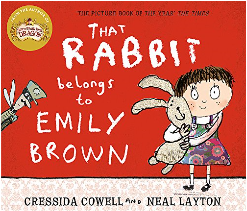 THE PICTURE BOOK OF THE YEAR - THE TIMES
THAT
RABBIT
belongs to
EMILY
BROWN
CRESSIDA COWELL AND NEAL LAYTON